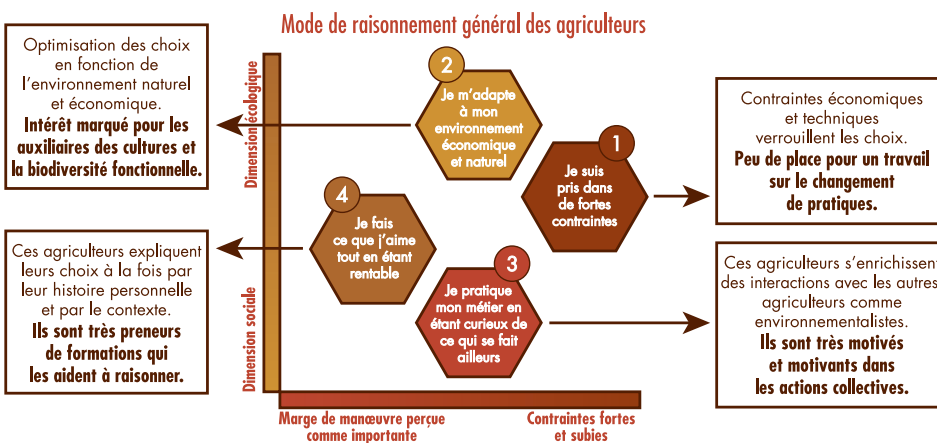 Mode de raisonnement général des agriculteurs
Optimisation des choix
en fonction de
l'environnement naturel
et économique.
Intérêt marqué pour les
auxiliaires des cultures et
la biodiversité fonctionnelle.
Dimension écologique
2
Je m'adapte
à mon
environnement
économique
et naturel
1
Je suis
pris dans
de fortes
contraintes
Contraintes économiques
et techniques
verrouillent les choix.
Peu de place pour un travail
sur le changement
de pratiques.
Ces agriculteurs expliquent
leurs choix à la fois par
leur histoire personnelle
et par le contexte.
Ils sont très preneurs
de formations qui
les aident à raisonner.
Dimension sociale
4
Je fais
ce que j'aime
tout en étant
rentable
3
Je pratique
mon métier en
étant curieux de
ce qui se fait
ailleurs
Ces agriculteurs s'enrichissent
des interactions avec les autres
agriculteurs comme
environnementalistes.
Ils sont très motivés
et motivants dans
les actions collectives.
Marge de manœuvre perçue
comme importante
Contraintes fortes
et subies